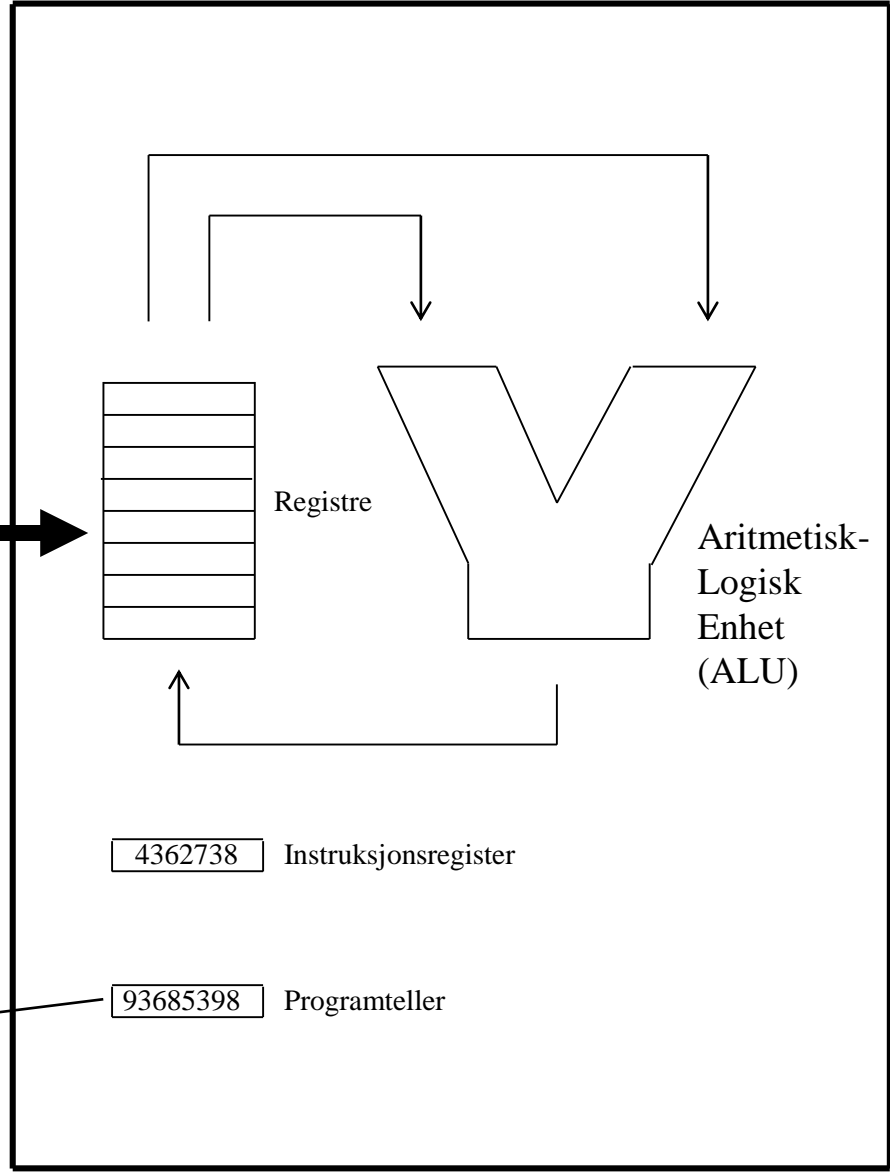 Registre
Aritmetisk-
Logisk
Enhet
(ALU)
4362738 Instruksjonsregister
93685398 Programteller